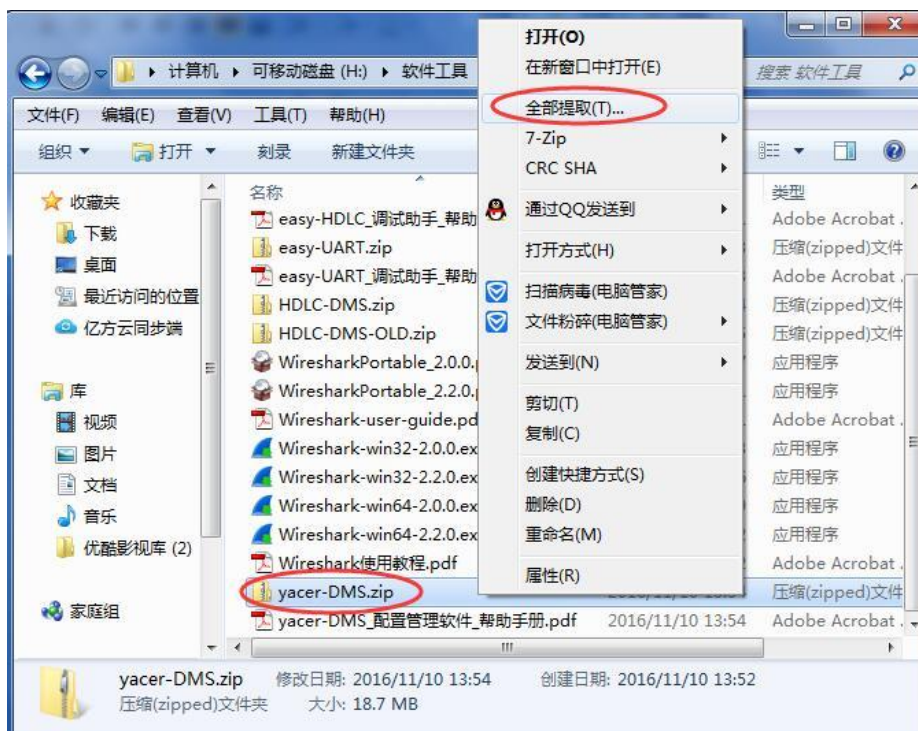 计算机 ▸ 可移动磁盘 (H:) ▸ 软件工具
搜索 软件工具
文件(F) 编辑(E) 查看(V) 工具(T) 帮助(H)
组织 打开 刻录 新建文件夹
收藏夹
下载
桌面
最近访问的位置
亿方云同步端
库
视频
图片
文档
音乐
优酷影视库 (2)
家庭组
名称 类型
easy-HDLC_调试助手_帮助 Adobe Acrobat .
easy-UART.zip 压缩(zipped)文件
easy-UART_调试助手_帮助 Adobe Acrobat .
HDLC-DMS.zip 压缩(zipped)文件
HDLC-DMS-OLD.zip 压缩(zipped)文件
WiresharkPortable_2.0.0. 应用程序
WiresharkPortable_2.2.0. 应用程序
Wireshark-user-guide.pd Adobe Acrobat .
Wireshark-win32-2.0.0.ex 应用程序
Wireshark-win32-2.2.0.ex 应用程序
Wireshark-win64-2.0.0.ex 应用程序
Wireshark-win64-2.2.0.ex 应用程序
Wireshark使用教程.pdf Adobe Acrobat .
yacer-DMS.zip 压缩(zipped)文件
yacer-DMS_配置管理软件_帮助手册.pdf 2016/11/10 13:54 Adobe Acrobat .
打开(O)
在新窗口中打开(E)
全部提取(T)...
7-Zip
CRC SHA
通过QQ发送到
打开方式(H)
扫描病毒(电脑管家)
文件粉碎(电脑管家)
发送到(N)
剪切(T)
复制(C)
创建快捷方式(S)
删除(D)
重命名(M)
属性(R)
yacer-DMS.zip 修改日期: 2016/11/10 13:54 创建日期: 2016/11/10 13:52
压缩(zipped)文件夹 大小: 18.7 MB